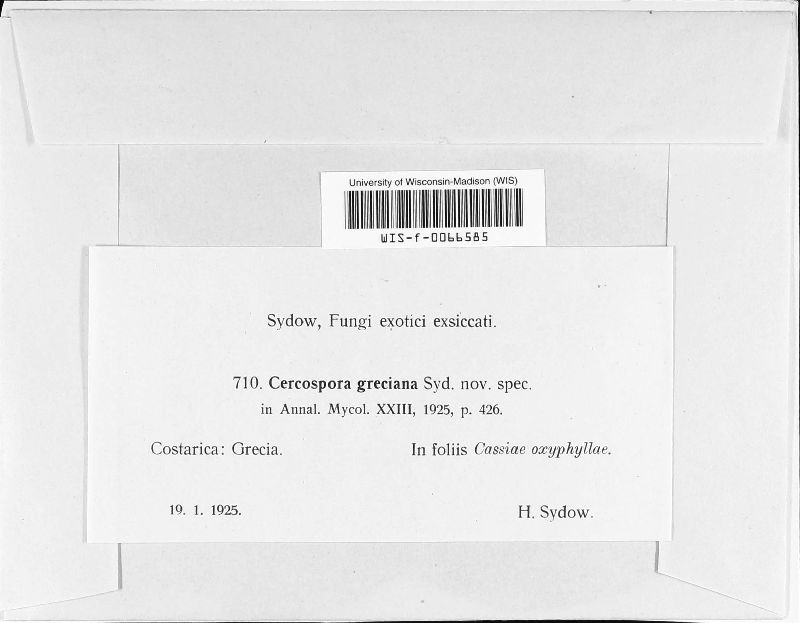 University of Wisconsin-Madison (WIS)
WIS-f-0066585
Sydow, Fungi exotici exsiccati.
710. Cercospora greciana Syd. nov. spec.
in Annal. Mycol. XXIII, 1925, p. 426.
Costarica: Grecia. In foliis Cassiae oxyphyllae.
19. 1. 1925. H. Sydow.